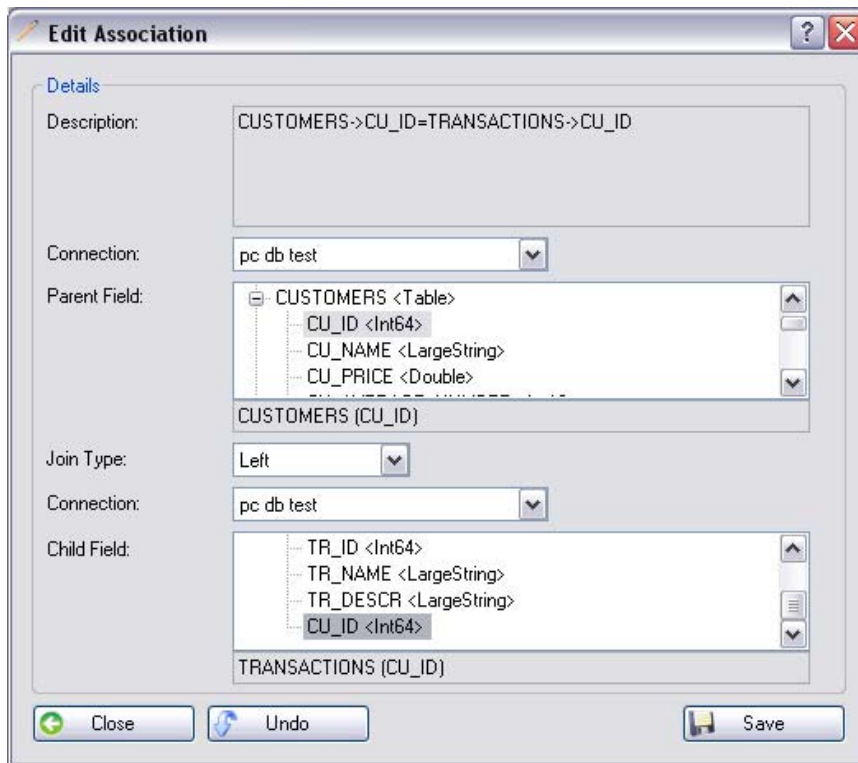 Edit Association
?
Details
Description:
CUSTOMERS->CU_ID=TRANSACTIONS->CU_ID
Connection:
pc db test
Parent Field:
CUSTOMERS <Table>
CU_ID <Int64>
CU_NAME <LargeString>
CU_PRICE <Double>
CUSTOMERS (CU_ID)
Join Type:
Left
Connection:
pc db test
Child Field:
TR_ID <Int64>
TR_NAME <LargeString>
TR_DESCR <LargeString>
CU_ID <Int64>
TRANSACTIONS (CU_ID)
Close
Undo
Save